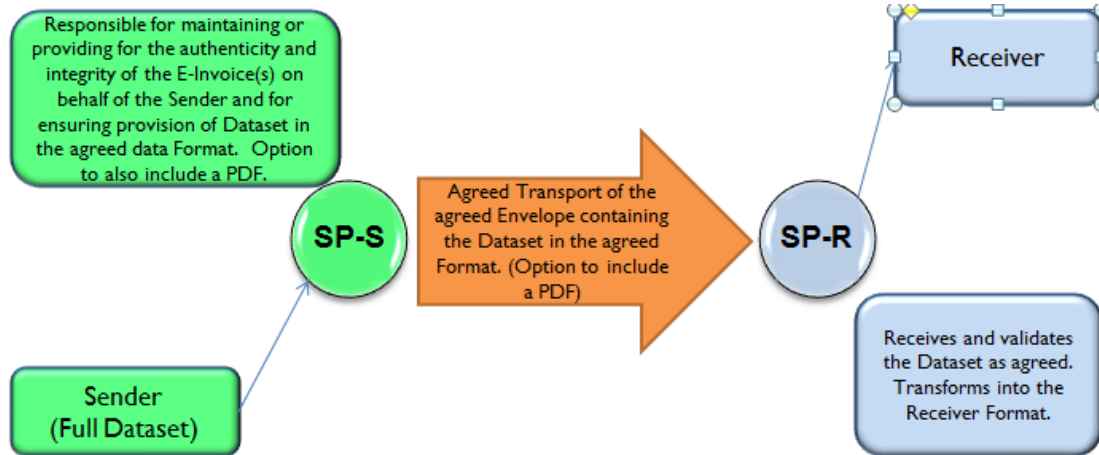 Responsible for maintaining or
providing for the authenticity and
integrity of the E-Invoice(s) on
behalf of the Sender and for
ensuring provision of Dataset in
the agreed data Format. Option
to also include a PDF.
SP-S
Sender
(Full Dataset)
Agreed Transport of the
agreed Envelope containing
the Dataset in the agreed
Format. (Option to include
a PDF)
SP-R
Receiver
Receives and validates
the Dataset as agreed.
Transforms into the
Receiver Format.